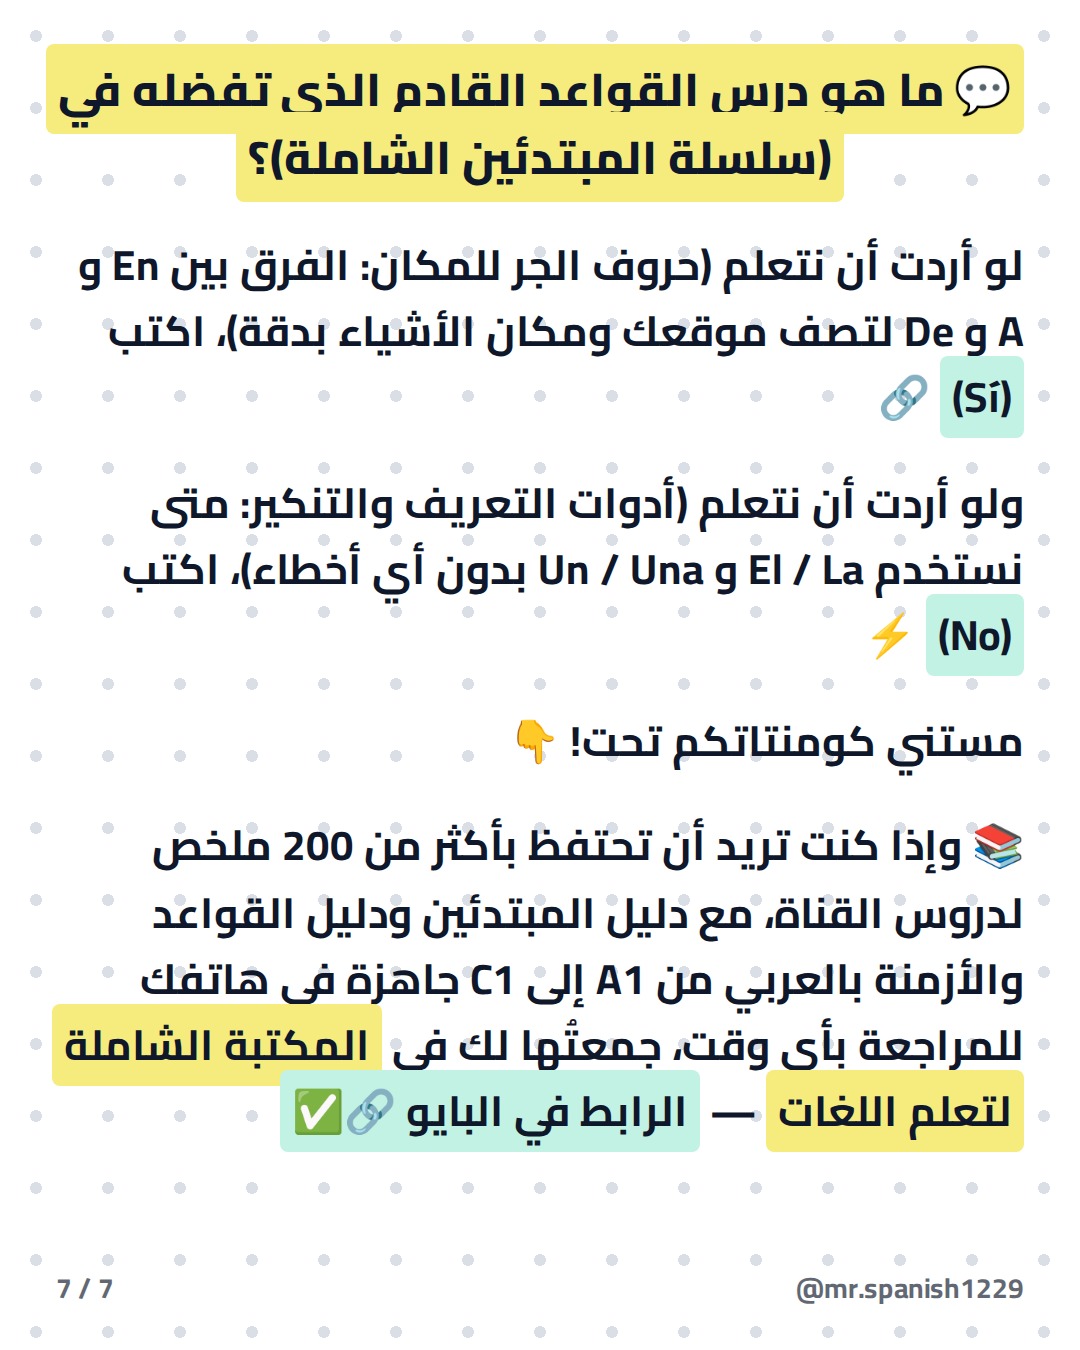 💬 ما هو درس القواعد القادم الذي تفضله في
(سلسلة المبتدئين الشاملة)؟
لو أردت أن نتعلم (حروف الجر للمكان: الفرق بين En و
A و De لتصف موقعك ومكان الأشياء بدقة)، اكتب
(Sí) 🔗
ولو أردت أن نتعلم (أدوات التعريف والتنكير: متى
نستخدم El / La و Un / Una بدون أي أخطاء)، اكتب
(No) ⚡
مستني كومنتاتكم تحت! 👇
📚 وإذا كنت تريد أن تحتفظ بأكثر من 200 ملخص
لدروس القناة، مع دليل المبتدئين ودليل القواعد
والأزمنة بالعربي من A1 إلى C1 جاهزة في هاتفك
للمراجعة بأي وقت، جمعتُها لك في المكتبة الشاملة
لتعلم اللغات — الرابط في البايو 🔗✅
7 / 7
@mr.spanish1229